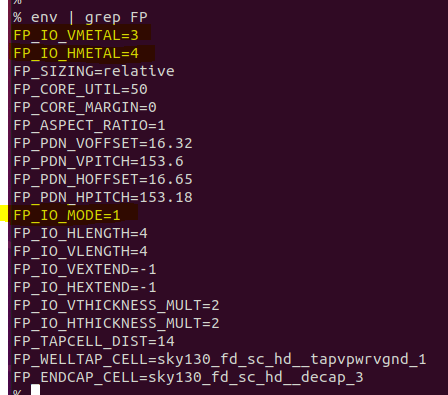 %
% env | grep FP
FP_IO_VMETAL=3
FP_IO_HMETAL=4
FP_SIZING=relative
FP_CORE_UTIL=50
FP_CORE_MARGIN=0
FP_ASPECT_RATIO=1
FP_PDN_VOFFSET=16.32
FP_PDN_VPITCH=153.6
FP_PDN_HOFFSET=16.65
FP_PDN_HPITCH=153.18
FP_IO_MODE=1
FP_IO_HLENGTH=4
FP_IO_VLENGTH=4
FP_IO_VEXTEND=-1
FP_IO_HEXTEND=-1
FP_IO_VTHICKNESS_MULT=2
FP_IO_HTHICKNESS_MULT=2
FP_TAPCELL_DIST=14
FP_WELLTAP_CELL=sky130_fd_sc_hd__tapvpwrvgnd_1
FP_ENDCAP_CELL=sky130_fd_sc_hd__decap_3
%